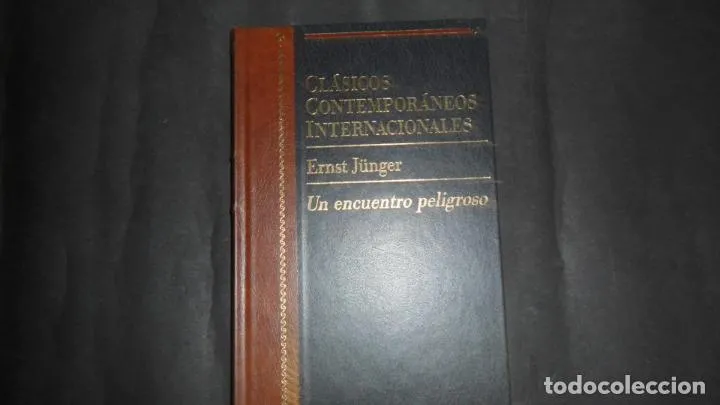 CLÁSICOS
CONTEMPORÁNEOS
INTERNACIONALES
Ernst Jünger
Un encuentro peligroso
todocoleccion